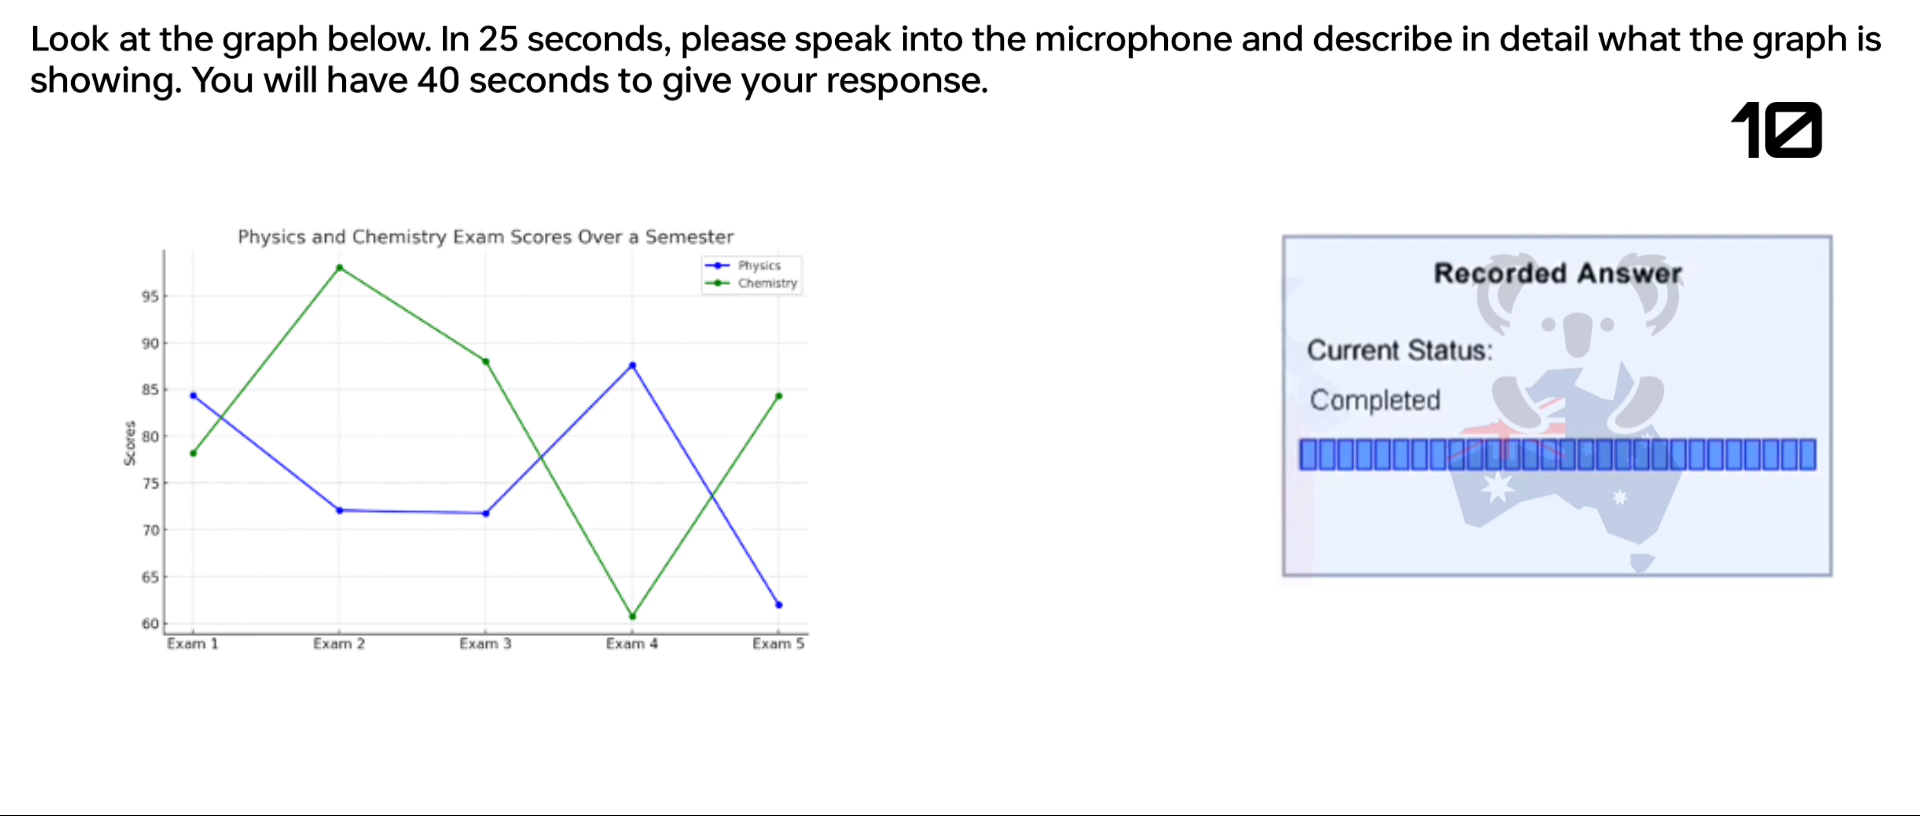 Look at the graph below. In 25 seconds, please speak into the microphone and describe in detail what the graph is
showing. You will have 40 seconds to give your response.
10
Physics and Chemistry Exam Scores Over a Semester
Physics
Chemistry
95
90
85
80
75
70
65
60
Scores
Exam 1 Exam 2 Exam 3 Exam 4 Exam 5
Recorded Answer
Current Status:
Completed